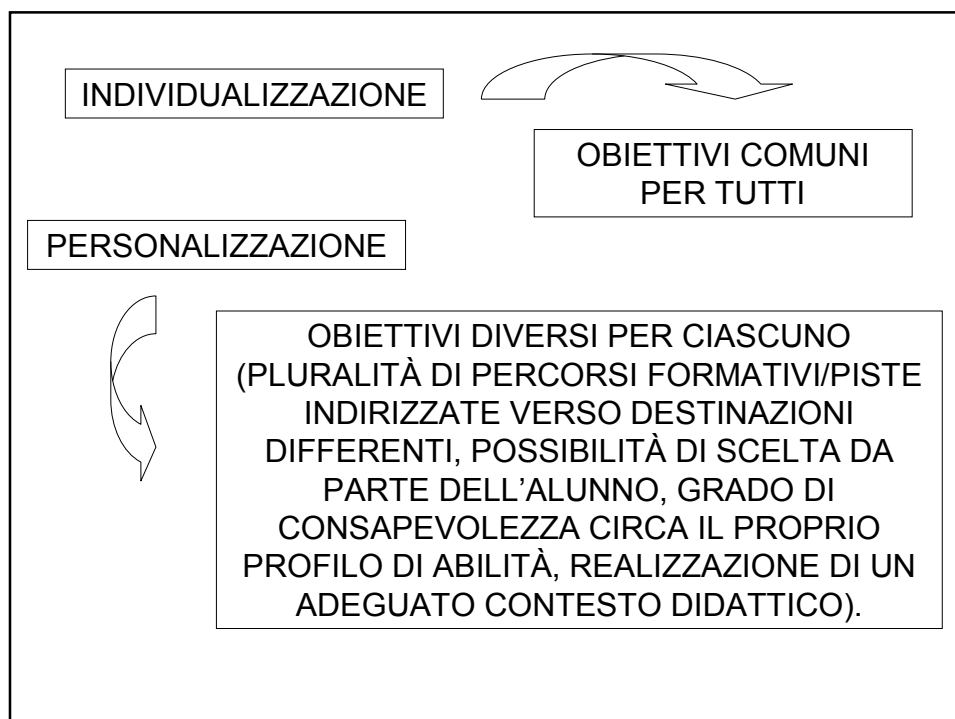 INDIVIDUALIZZAZIONE
OBIETTIVI COMUNI
PER TUTTI
PERSONALIZZAZIONE
OBIETTIVI DIVERSI PER CIASCUNO
(PLURALITÀ DI PERCORSI FORMATIVI/PISTE
INDIRIZZATE VERSO DESTINAZIONI
DIFFERENTI, POSSIBILITÀ DI SCELTA DA
PARTE DELL’ALUNNO, GRADO DI
CONSAPEVOLEZZA CIRCA IL PROPRIO
PROFILO DI ABILITÀ, REALIZZAZIONE DI UN
ADEGUATO CONTESTO DIDATTICO).